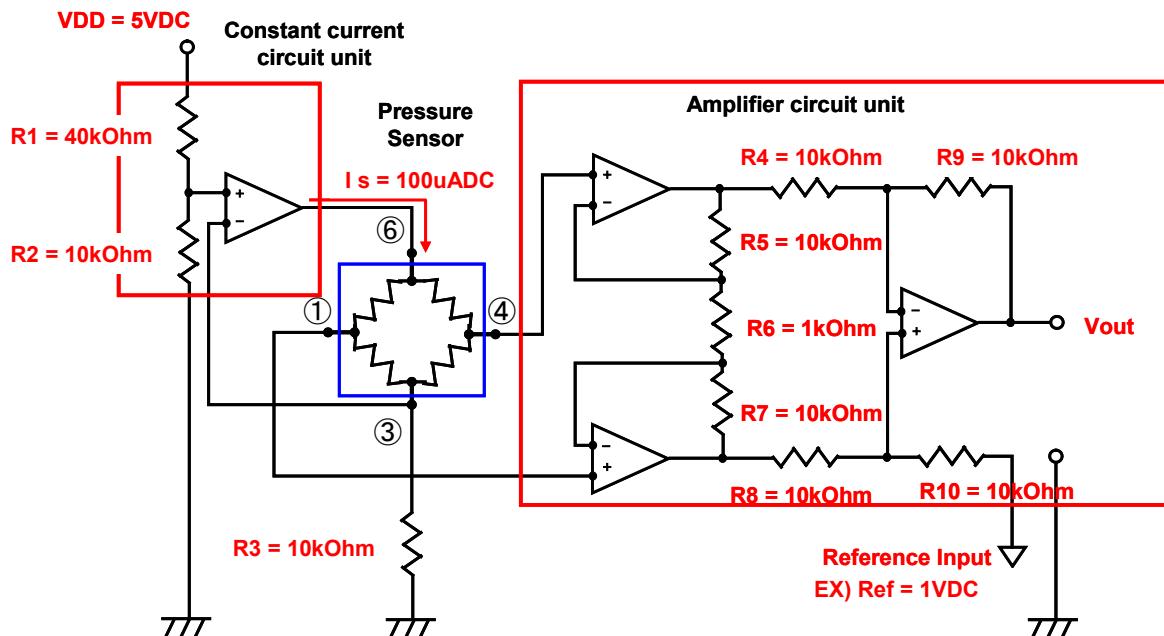 VDD = 5VDC
Constant current
circuit unit
R1 = 40kOhm
R2 = 10kOhm
+
−
Pressure
Sensor
I s = 100uADC
⑥
①
④
③
R3 = 10kOhm
Amplifier circuit unit
+
−
R4 = 10kOhm
R9 = 10kOhm
R5 = 10kOhm
R6 = 1kOhm
R7 = 10kOhm
−
+
Vout
−
+
R8 = 10kOhm
R10 = 10kOhm
Reference Input
EX) Ref = 1VDC